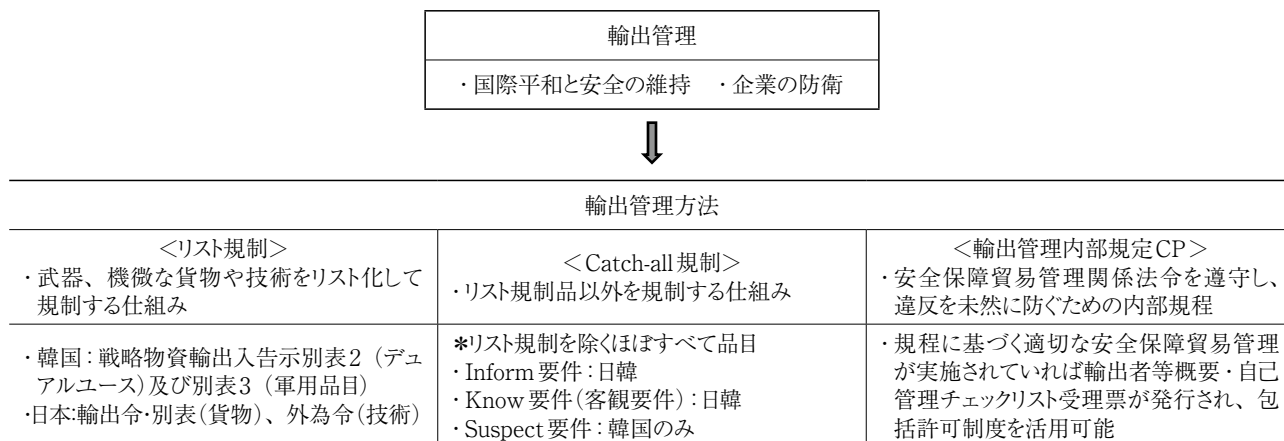 輸出管理
・国際平和と安全の維持　・企業の防衛
輸出管理方法
＜リスト規制＞
・武器、機微な貨物や技術をリスト化して
規制する仕組み
＜Catch-all規制＞
・リスト規制品以外を規制する仕組み
＜輸出管理内部規定CP＞
・安全保障貿易管理関係法令を遵守し、
違反を未然に防ぐための内部規程
・韓国：戦略物資輸出入告示別表2（デュ
アルユース）及び別表3（軍用品目）
・日本：輸出令・別表（貨物）、外為令（技術）
＊リスト規制を除くほぼすべて品目
・Inform要件：日韓
・Know要件（客観要件）：日韓
・Suspect要件：韓国のみ
・規程に基づく適切な安全保障貿易管理
が実施されていれば輸出者等概要・自己
管理チェックリスト受理票が発行され、包
括許可制度を活用可能